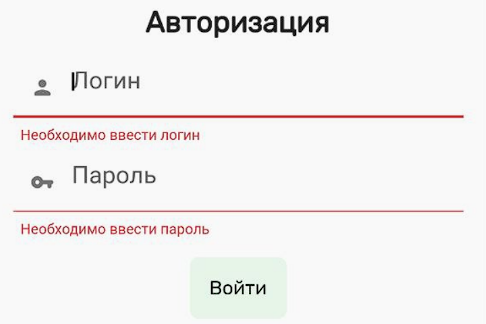 Авторизация
Логин
Необходимо ввести логин
Пароль
Необходимо ввести пароль
Войти